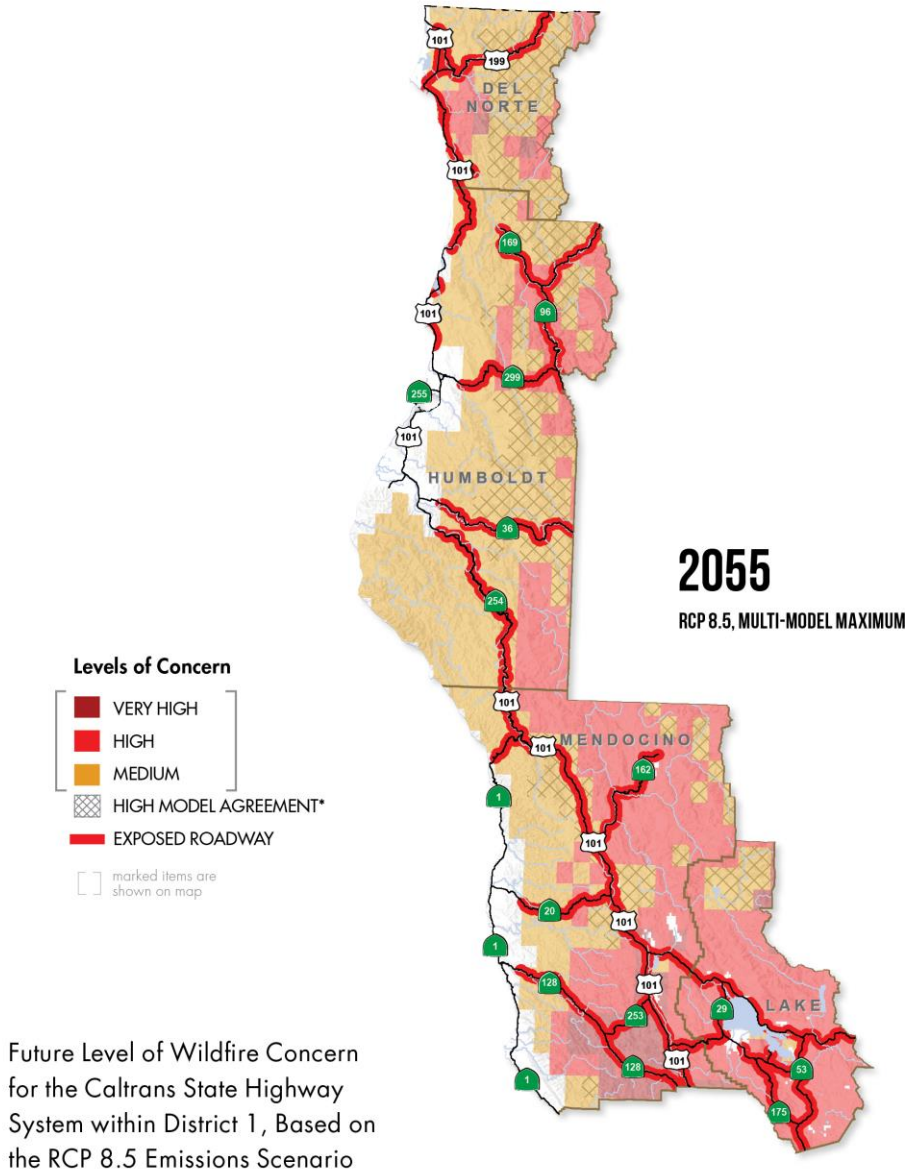 101
199
DEL
NORTE
101
169
96
101
299
255
101
HUMBOLDT
36
2055
RCP 8.5, MULTI-MODEL MAXIMUM
254
Levels of Concern
VERY HIGH
HIGH
MEDIUM
HIGH MODEL AGREEMENT*
EXPOSED ROADWAY
marked items are
shown on map
101
101
MENDOCINO
162
1
101
20
101
1
128
101
29
LAKE
253
101
128
53
1
175
Future Level of Wildfire Concern
for the Caltrans State Highway
System within District 1, Based on
the RCP 8.5 Emissions Scenario